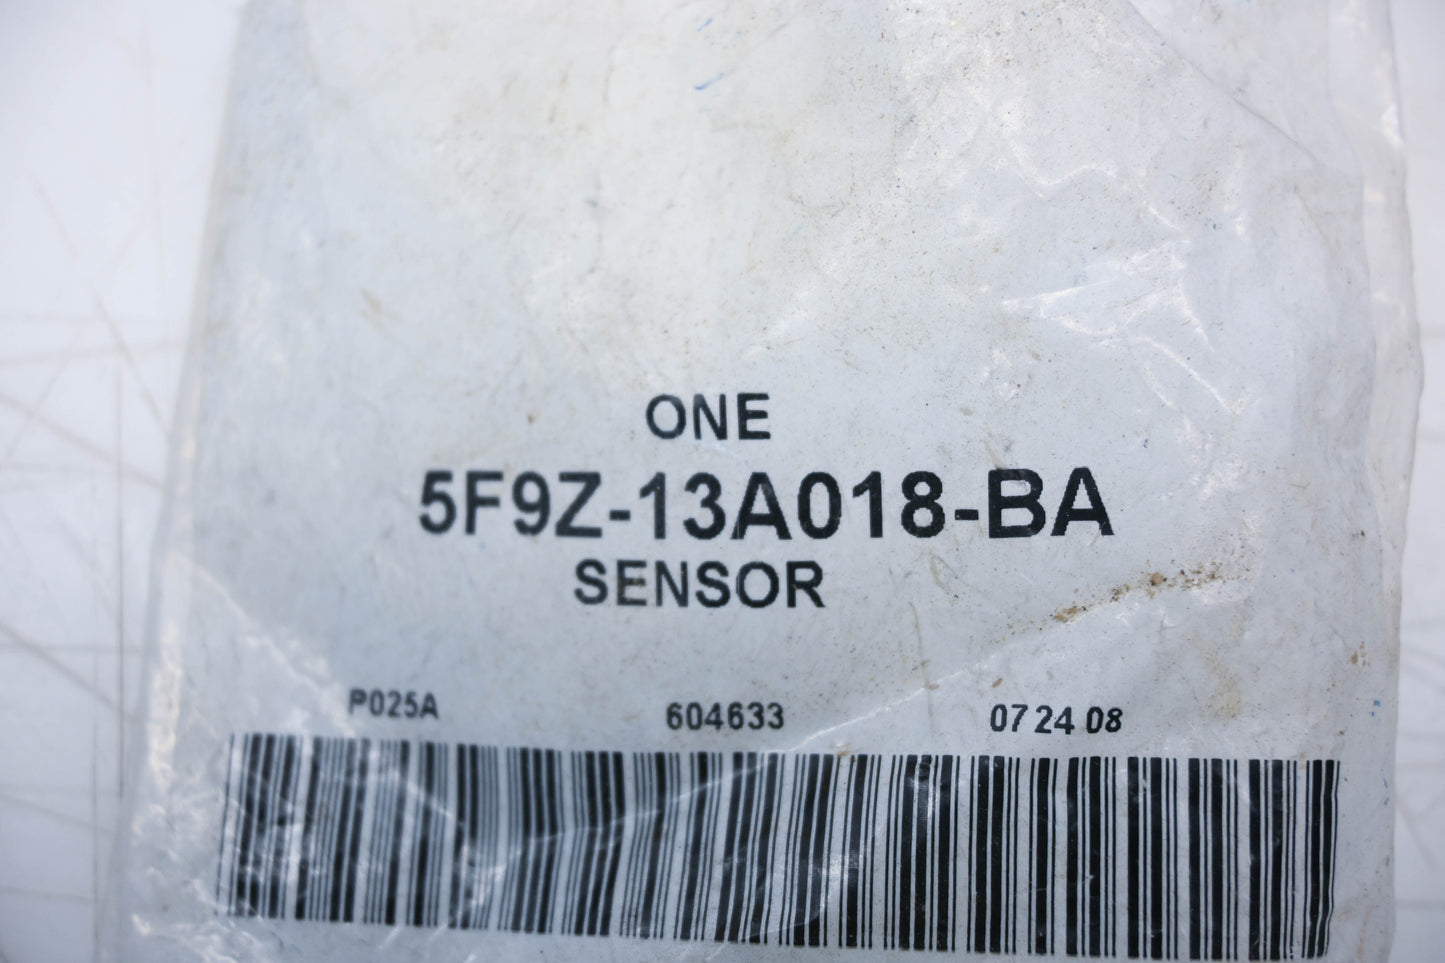 ONE
5F9Z-13A018-BA
SENSOR
P025A 604633 07 24 08